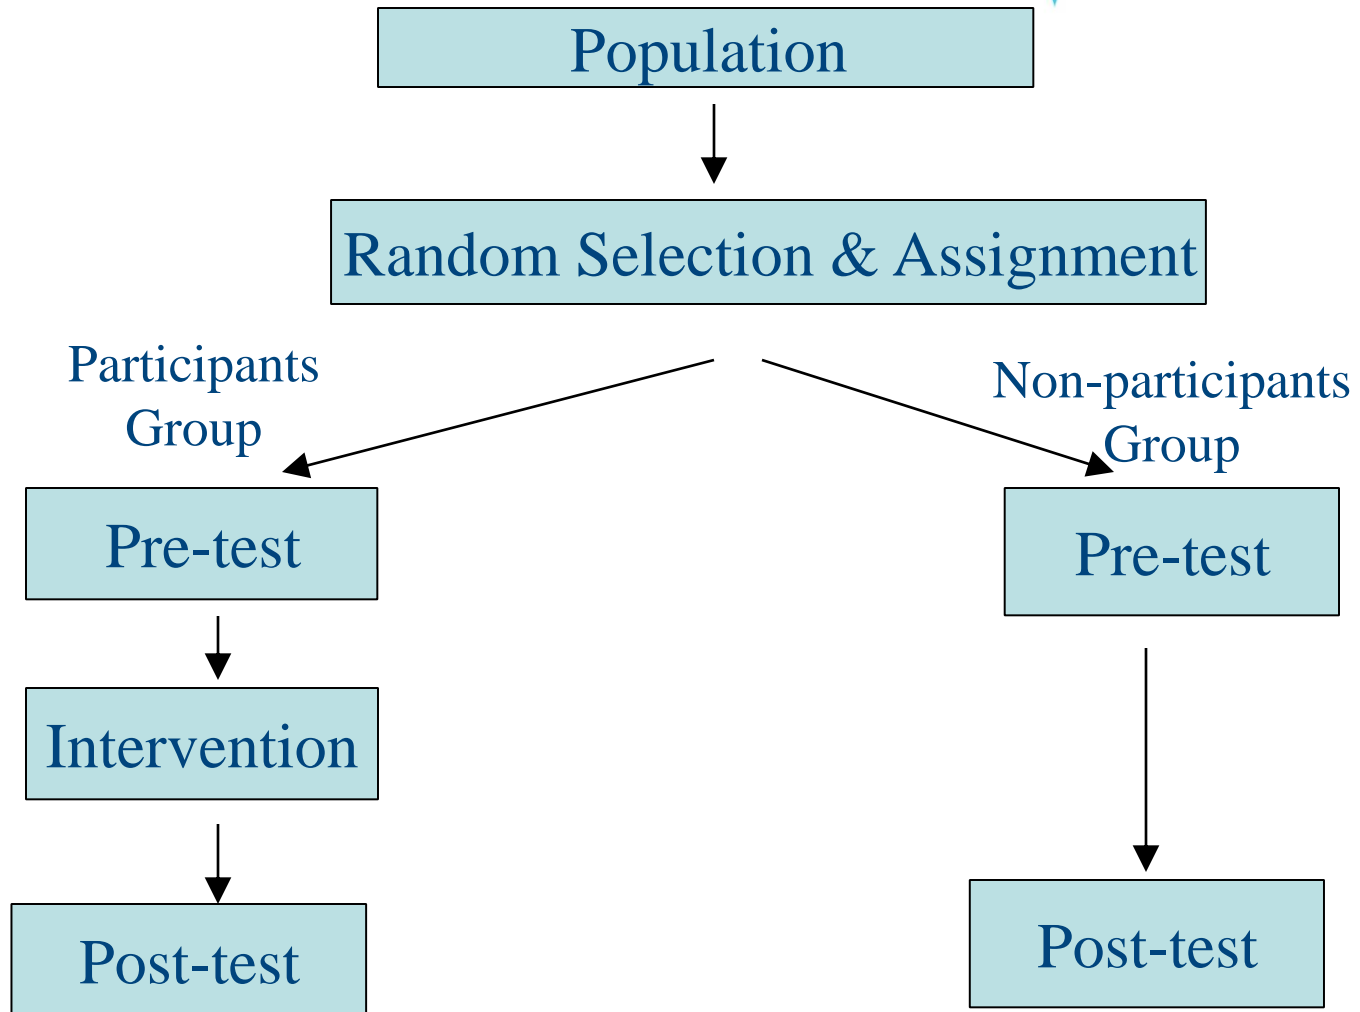 Population
Random Selection & Assignment
Participants
Group
Non-participants
Group
Pre-test
Pre-test
Intervention
Post-test
Post-test